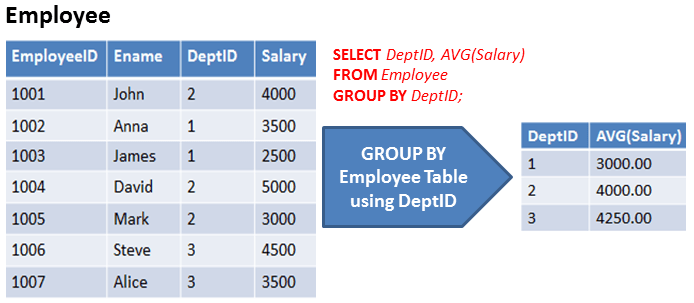 Employee
EmployeeID Ename DeptID Salary
1001 John 2 4000
1002 Anna 1 3500
1003 James 1 2500
1004 David 2 5000
1005 Mark 2 3000
1006 Steve 3 4500
1007 Alice 3 3500
SELECT DeptID, AVG(Salary)
FROM Employee
GROUP BY DeptID;
GROUP BY
Employee Table
using DeptID
DeptID AVG(Salary)
1 3000.00
2 4000.00
3 4250.00